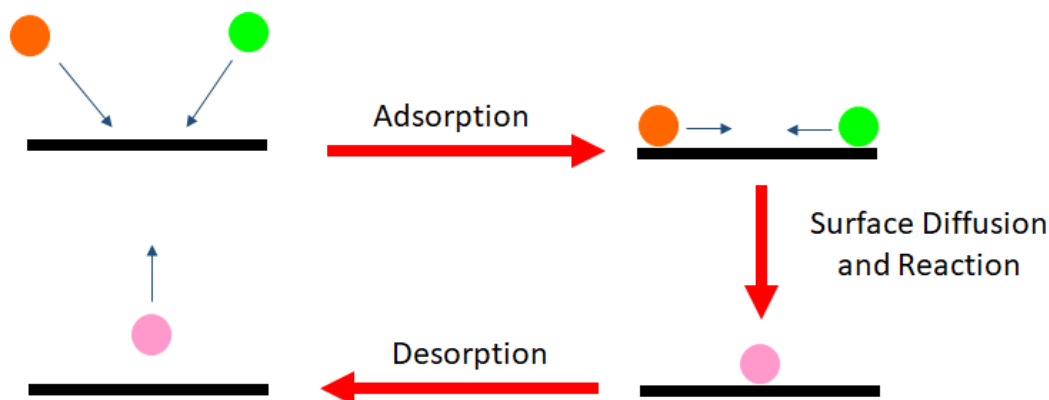 Adsorption
Surface Diffusion
and Reaction
Desorption